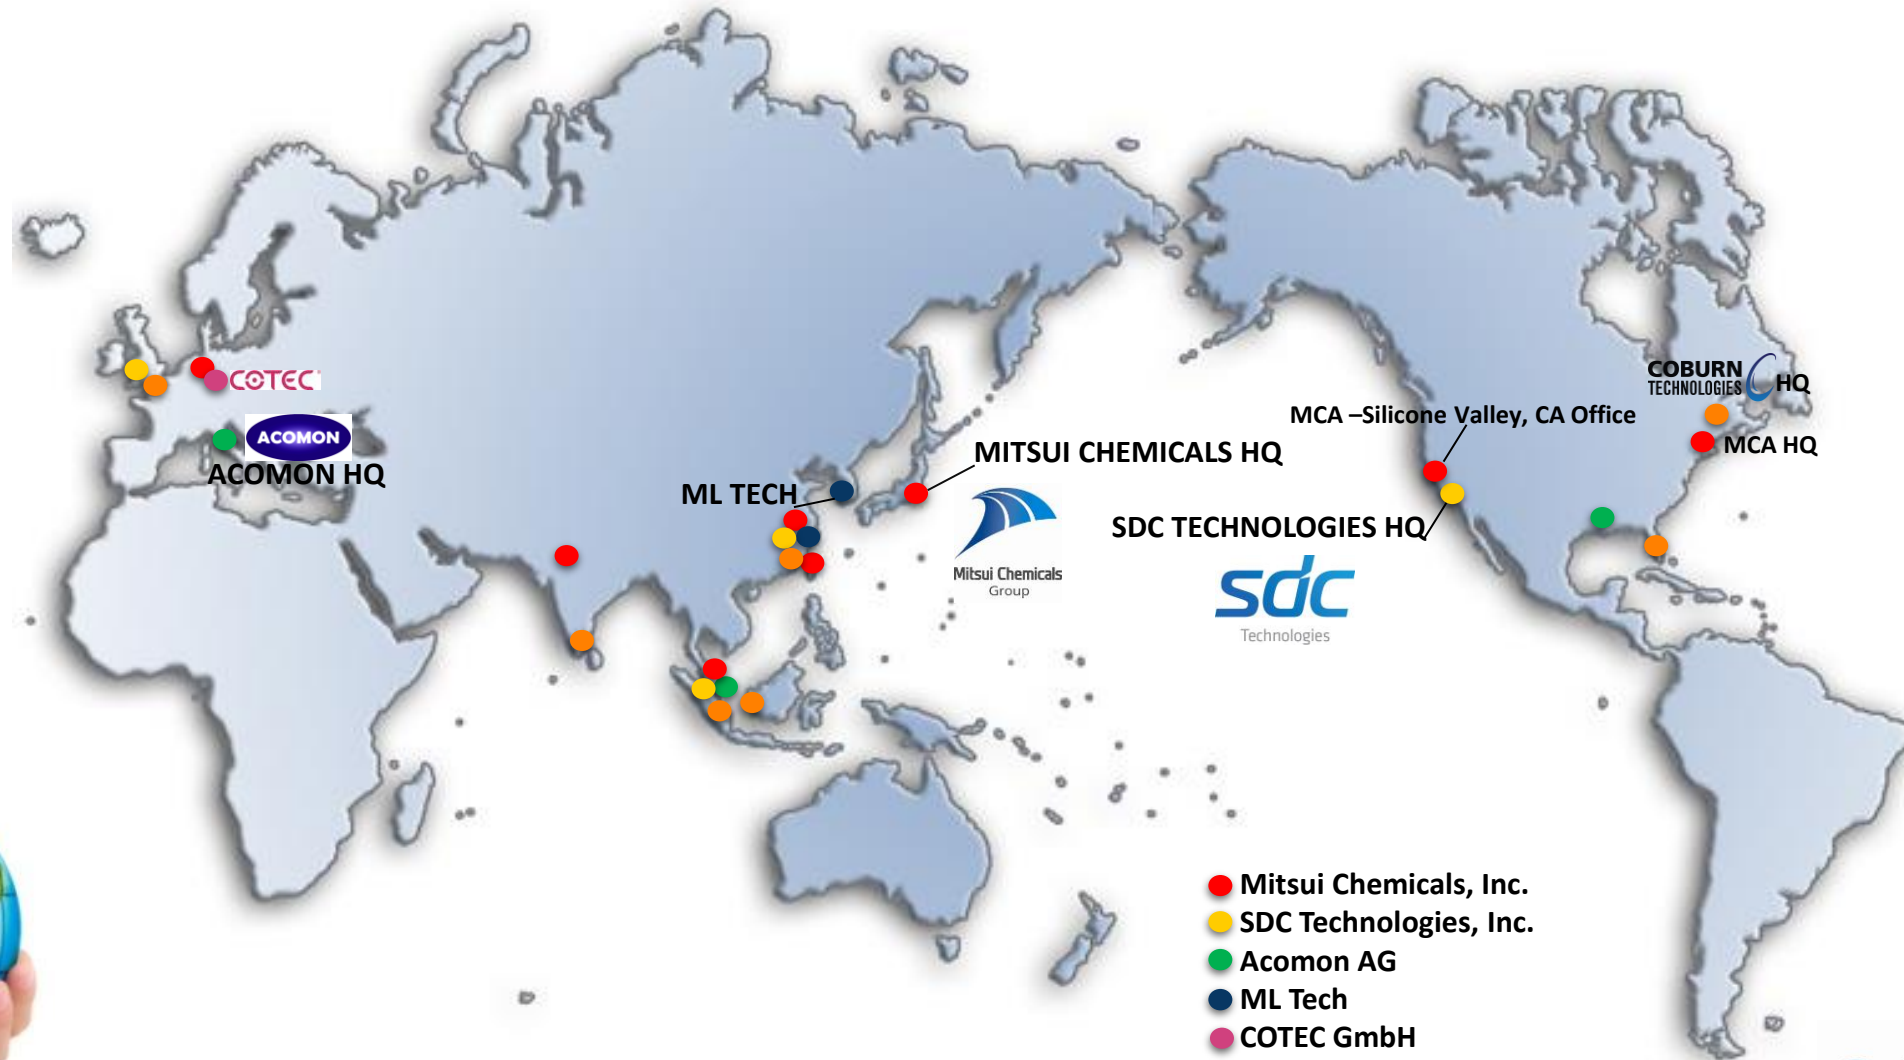 COTEC
ACOMON
ACOMON HQ
ML TECH
MITSUI CHEMICALS HQ
Mitsui Chemicals
Group
MCA –Silicone Valley, CA Office
SDC TECHNOLOGIES HQ
sdc
Technologies
COBURN
TECHNOLOGIES
HQ
MCA HQ
Mitsui Chemicals, Inc.
SDC Technologies, Inc.
Acomon AG
ML Tech
COTEC GmbH